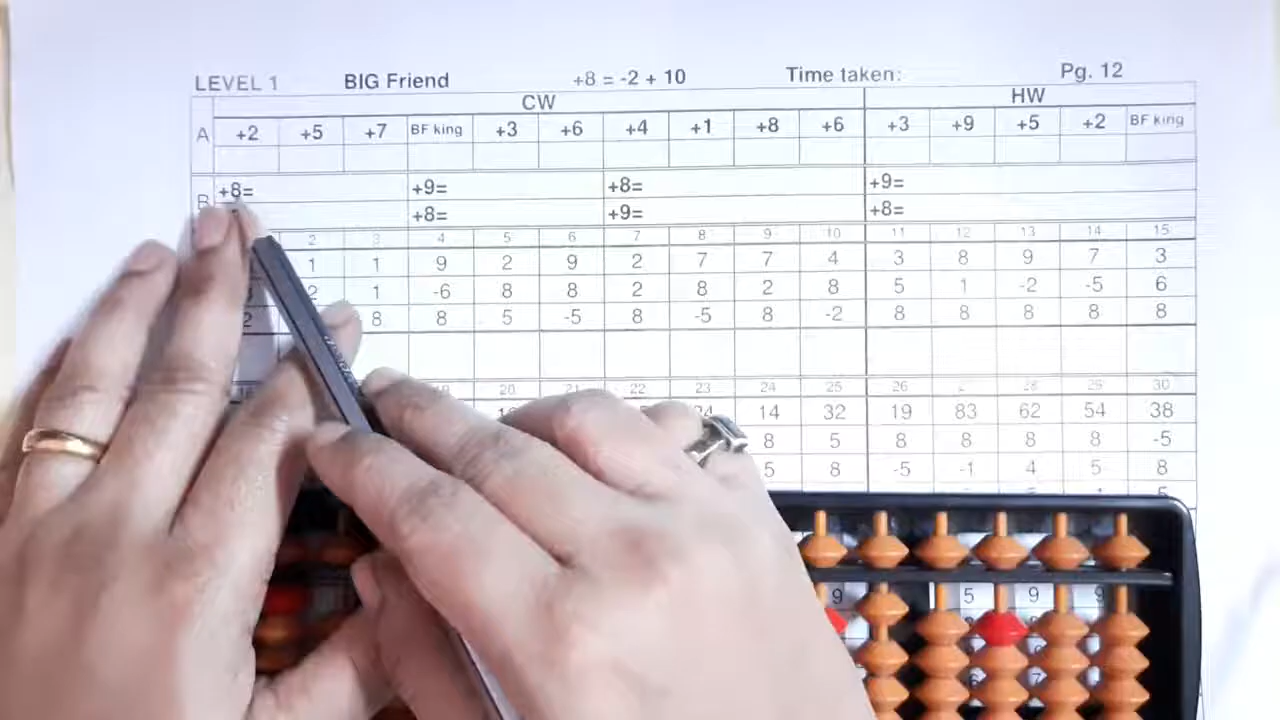 LEVEL 1 BIG Friend +8 = -2 + 10 Time taken: Pg. 12
CW HW
A +2 +5 +7 BF king +3 +6 +4 +1 +8 +6 +3 +9 +5 +2 BF king
B +8= +9= +8= +9=
+8= +9= +8=
2 3 4 5 6 7 8 9 10 11 12 13 14 15
1 1 9 2 9 2 7 7 4 3 8 9 7 3
2 1 -6 8 8 2 8 2 8 5 1 -2 -5 6
2 8 8 5 -5 8 -5 8 -2 8 8 8 8 8
20 21 22 23 24 25 26 28 29 30
14 32 19 83 62 54 38
8 5 8 8 8 8 -5
5 8 -5 -1 4 5 8
9 5 9 9